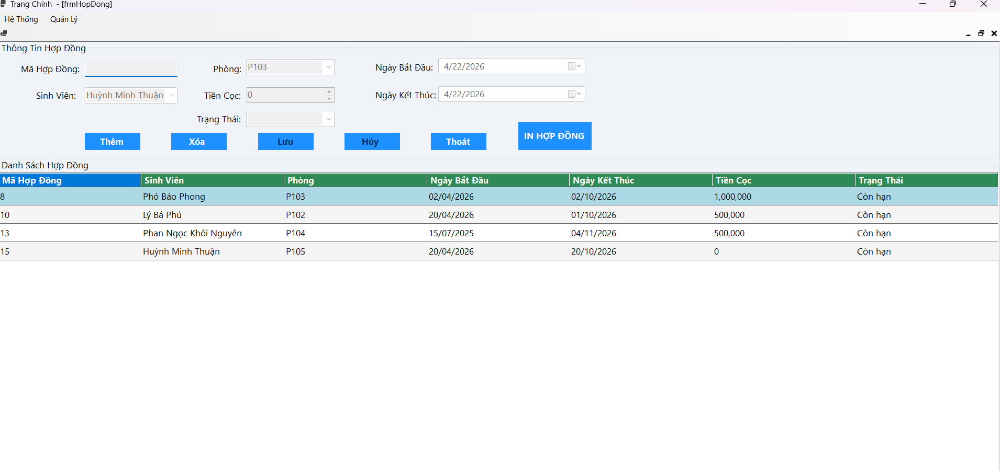 Trang Chính - [frmHopDong]
Hệ Thống Quản Lý
Thông Tin Hợp Đồng
Mã Hợp Đồng: Phòng: P103 Ngày Bắt Đầu: 4/22/2026
Sinh Viên: Huỳnh Minh Thuận Tiền Cọc: 0 Ngày Kết Thúc: 4/22/2026
Trạng Thái:
Thêm Xóa Lưu Hủy Thoát IN HỢP ĐỒNG
Danh Sách Hợp Đồng
Mã Hợp Đồng Sinh Viên Phòng Ngày Bắt Đầu Ngày Kết Thúc Tiền Cọc Trạng Thái
8 Phó Bảo Phong P103 02/04/2026 02/10/2026 1,000,000 Còn hạn
10 Lý Bá Phú P102 20/04/2026 01/10/2026 500,000 Còn hạn
13 Phan Ngọc Khôi Nguyên P104 15/07/2025 04/11/2026 500,000 Còn hạn
15 Huỳnh Minh Thuận P105 20/04/2026 20/10/2026 0 Còn hạn